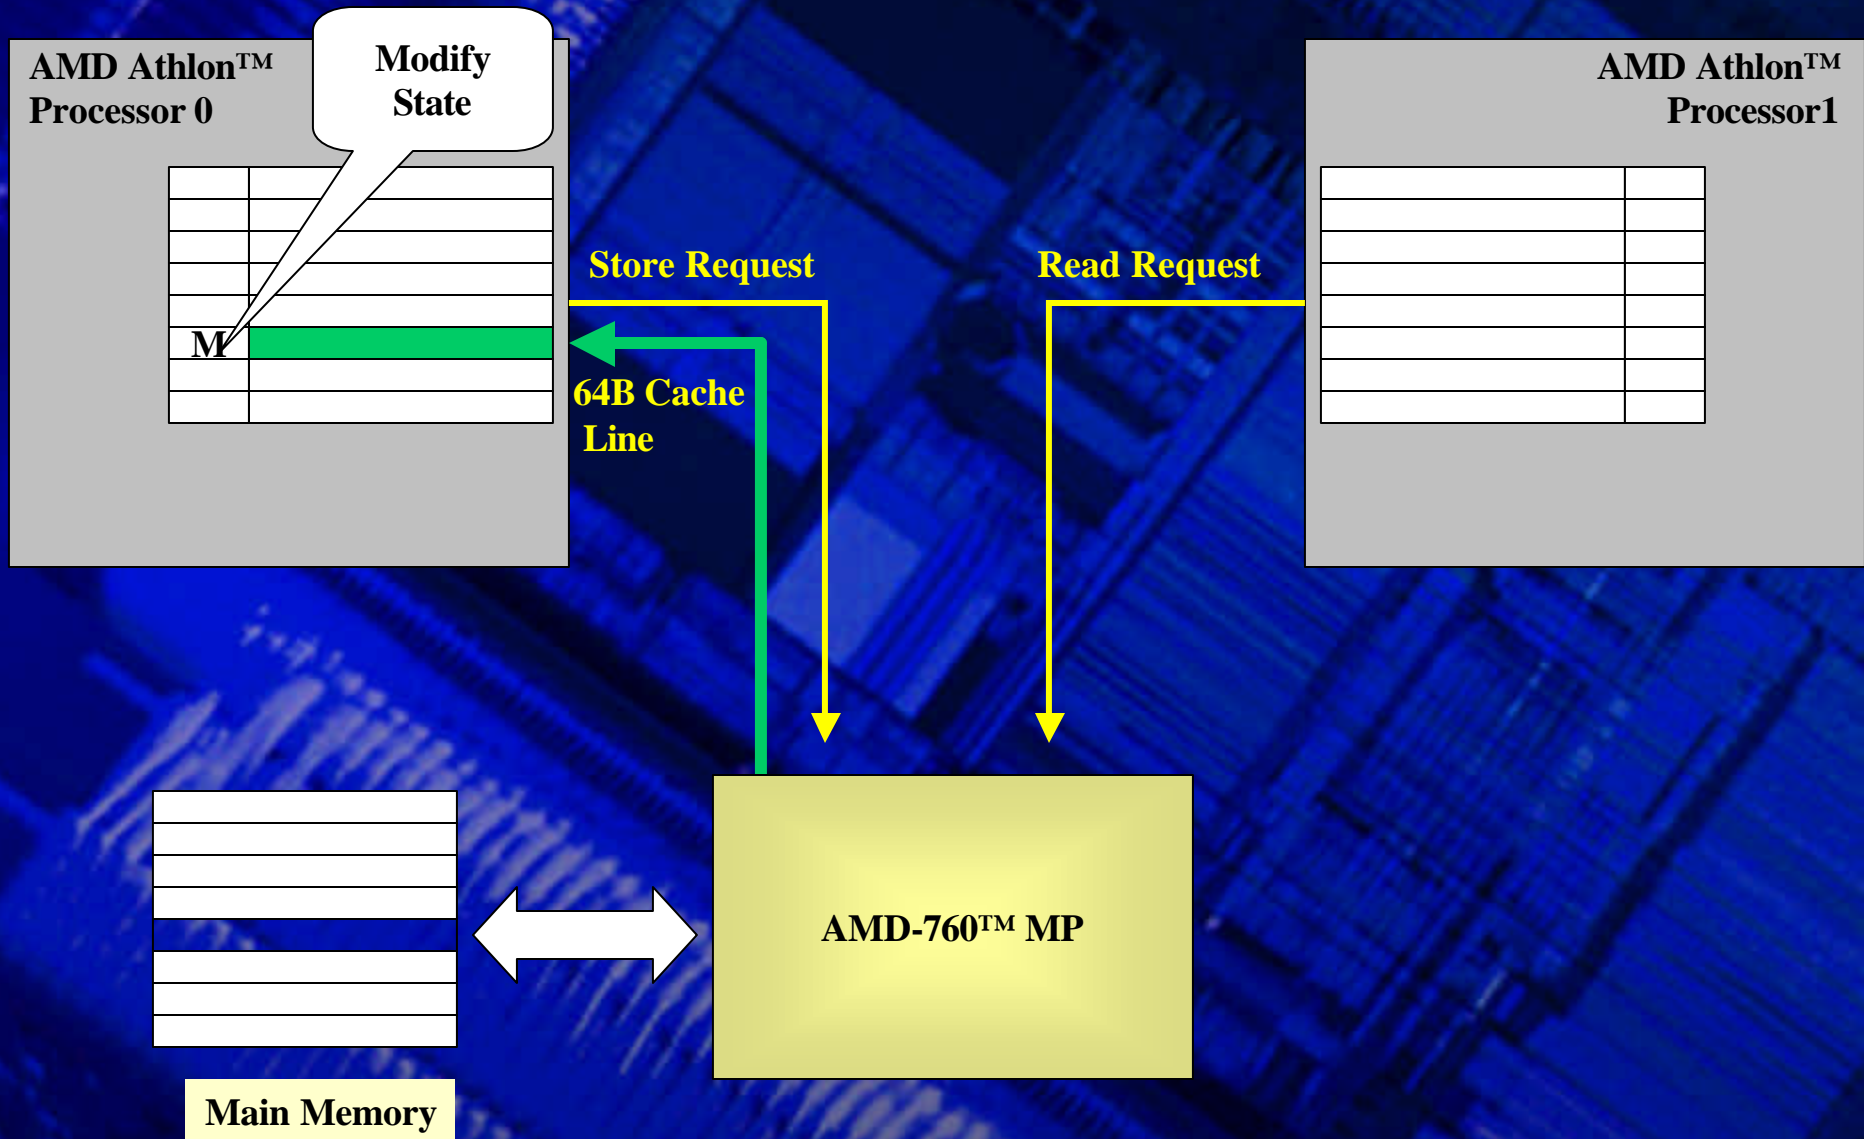 AMD Athlon™
Processor 0
Modify
State
AMD Athlon™
Processor1
Store Request
Read Request
M
64B Cache
Line
AMD-760™ MP
Main Memory